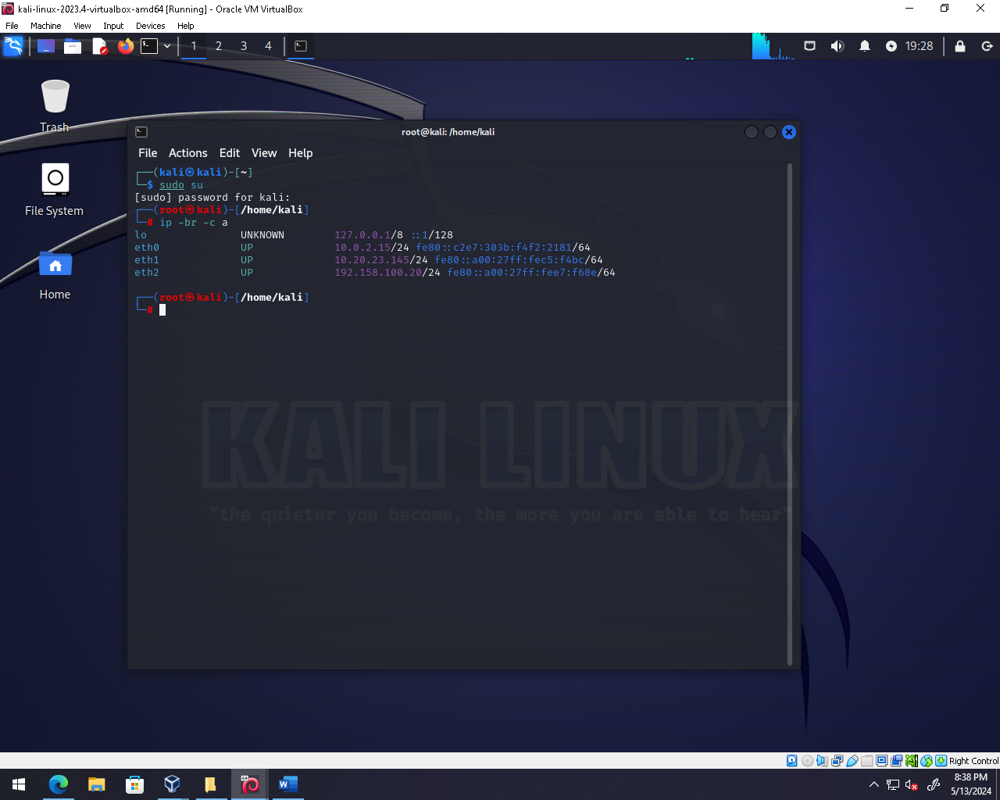 kali-linux-2023.4-virtualbox-amd64 [Running] - Oracle VM VirtualBox
File Machine View Input Devices Help
1 2 3 4 19:28
Trash
File System
Home
root@kali: /home/kali
File Actions Edit View Help
┌──(kali㉿kali)-[~]
└─$ sudo su
[sudo] password for kali:
┌──(root㉿kali)-[/home/kali]
└─# ip -br -c a
lo UNKNOWN 127.0.0.1/8 ::1/128
eth0 UP 10.0.2.15/24 fe80::c2e7:303b:f4f2:2181/64
eth1 UP 10.20.23.145/24 fe80::a00:27ff:fec5:f4bc/64
eth2 UP 192.158.100.20/24 fe80::a00:27ff:fee7:f68e/64
┌──(root㉿kali)-[/home/kali]
└─#
KALI LINUX
"the quieter you become, the more you are able to hear"
Right Control
8:38 PM
5/13/2024